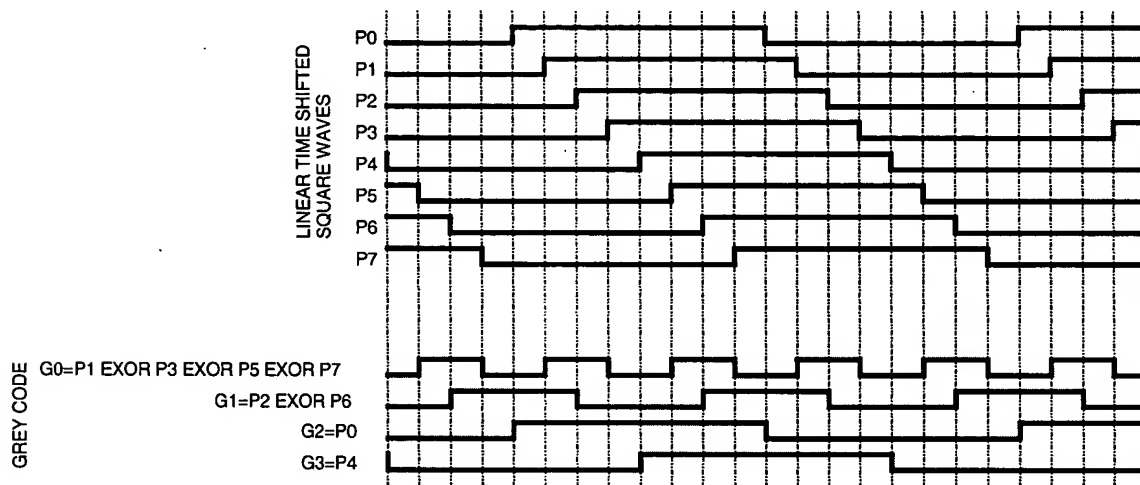 LINEAR TIME SHIFTED
SQUARE WAVES
P0
P1
P2
P3
P4
P5
P6
P7
GREY CODE
G0=P1 EXOR P3 EXOR P5 EXOR P7
G1=P2 EXOR P6
G2=P0
G3=P4